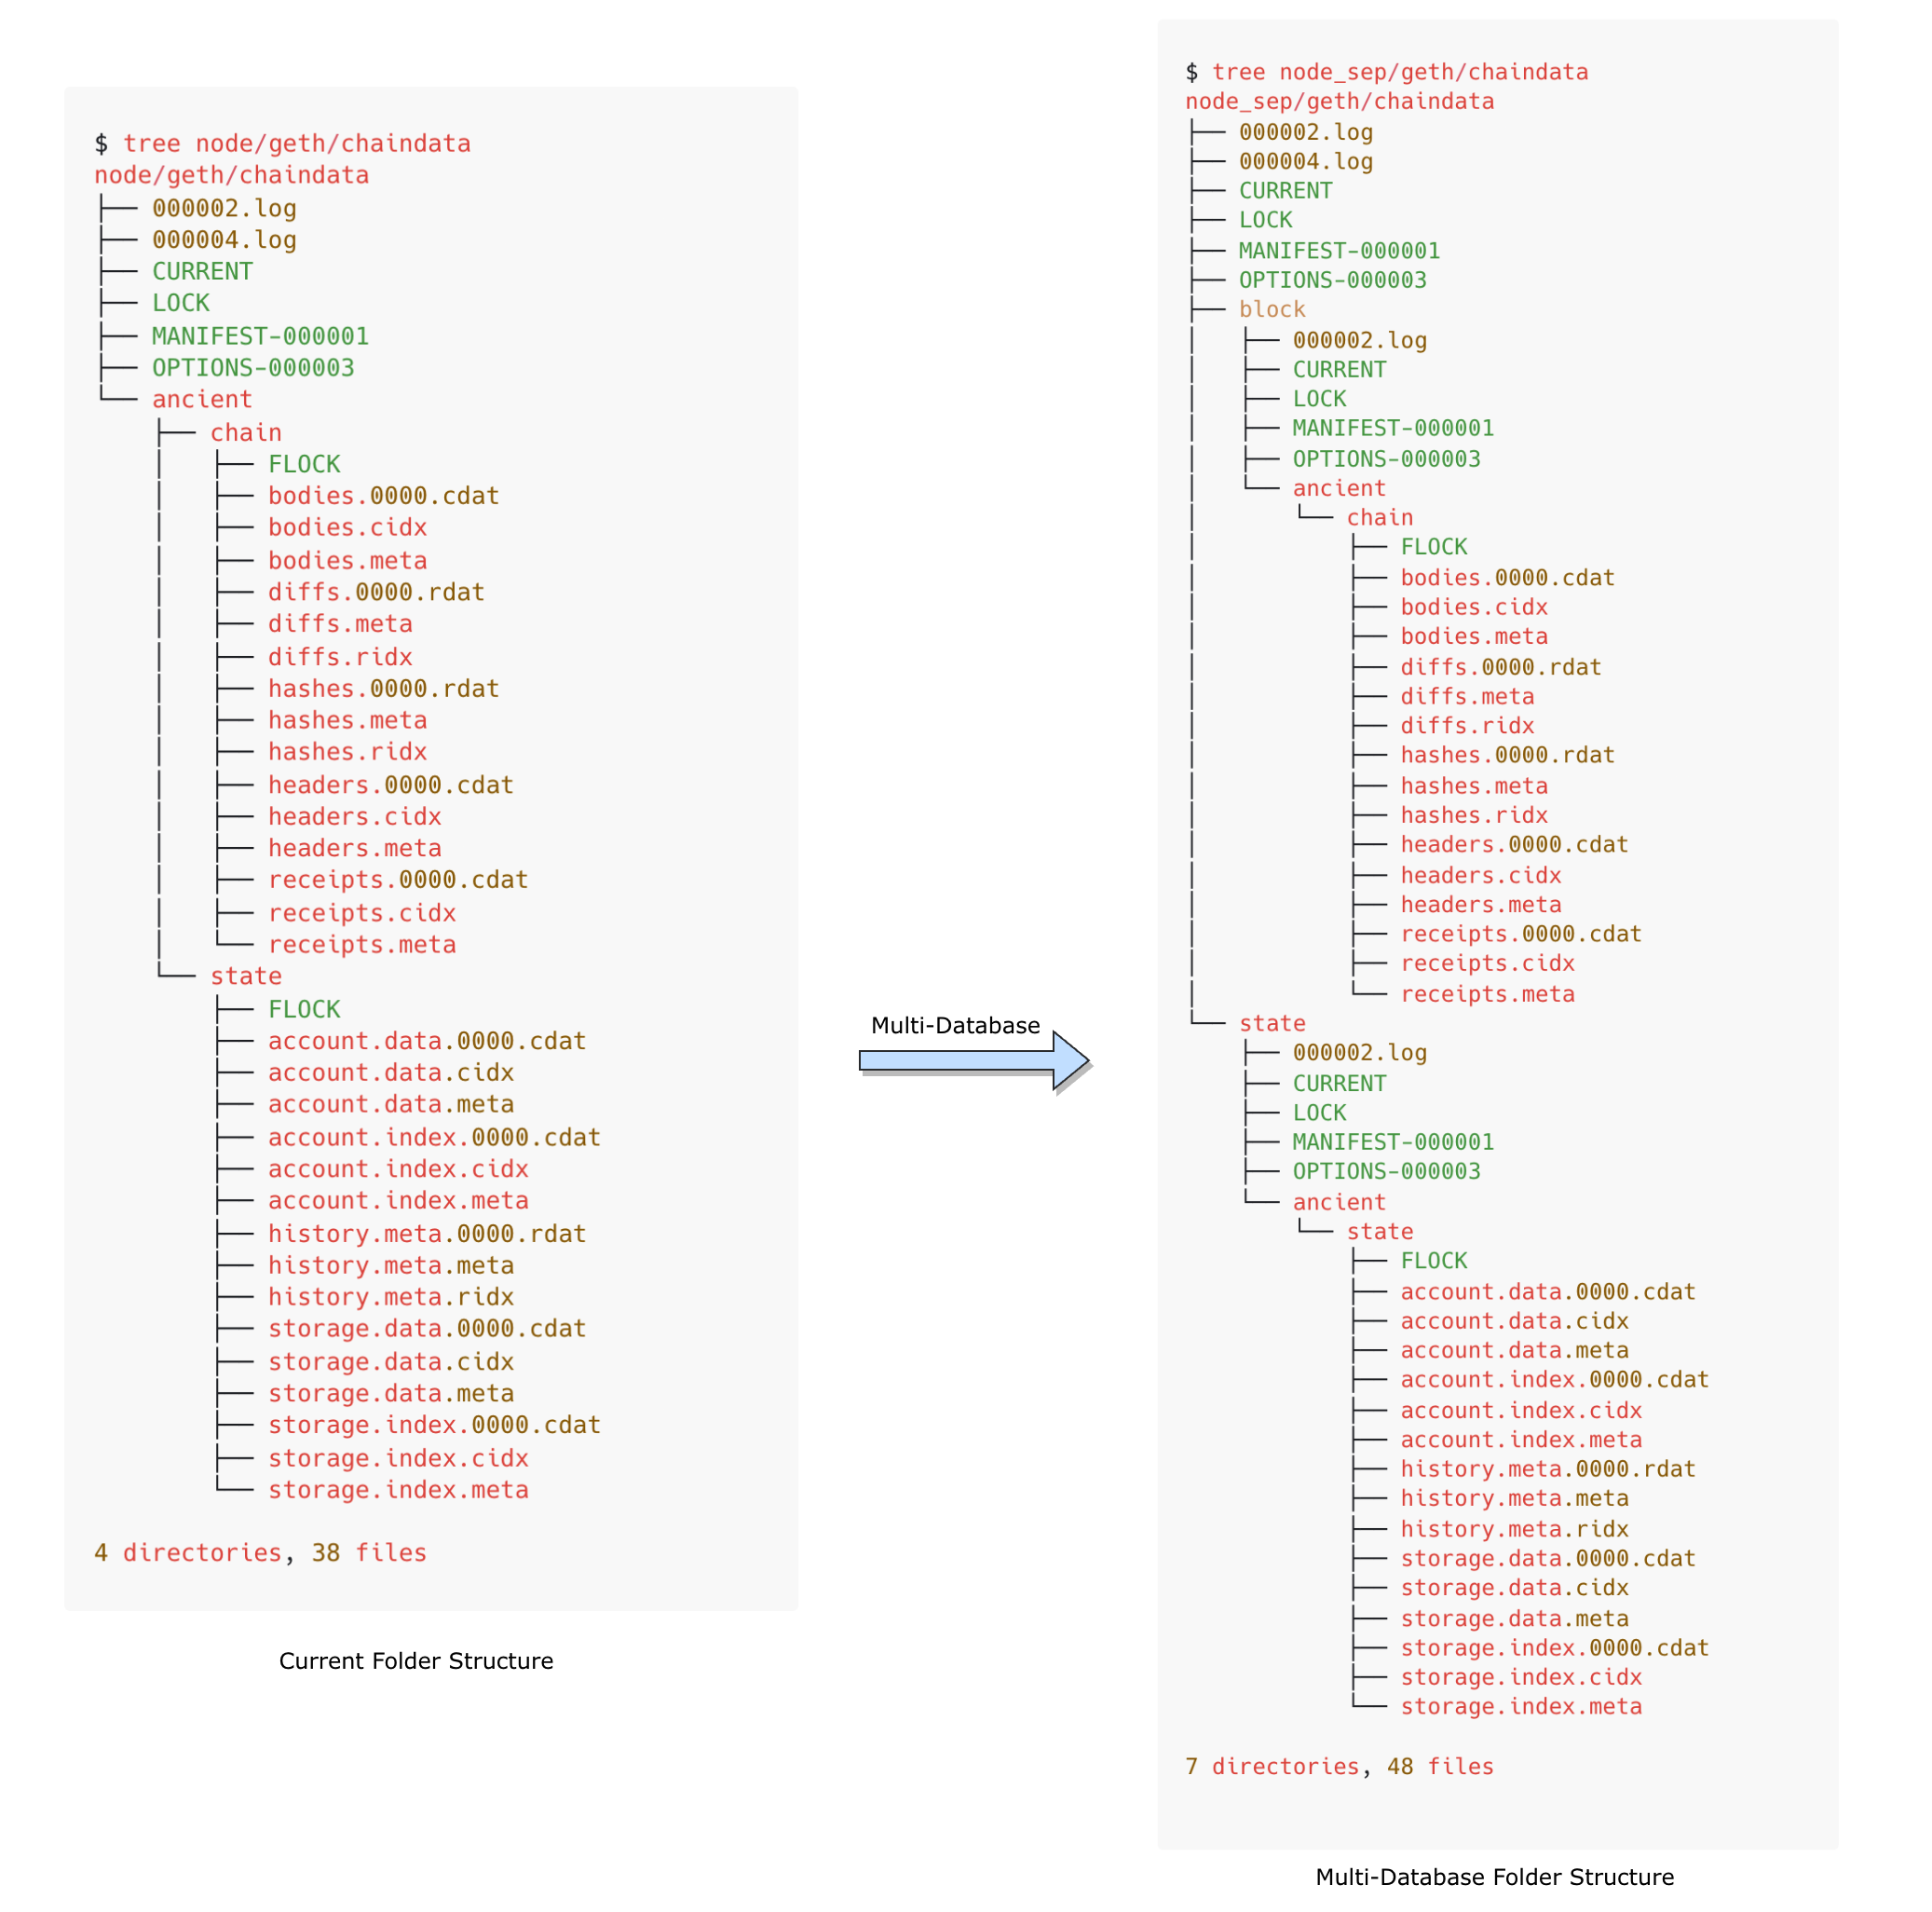 $ tree node/geth/chaindata
node/geth/chaindata
├── 000002.log
├── 000004.log
├── CURRENT
├── LOCK
├── MANIFEST-000001
├── OPTIONS-000003
└── ancient
    ├── chain
    │   ├── FLOCK
    │   ├── bodies.0000.cdat
    │   ├── bodies.cidx
    │   ├── bodies.meta
    │   ├── diffs.0000.rdat
    │   ├── diffs.meta
    │   ├── diffs.ridx
    │   ├── hashes.0000.rdat
    │   ├── hashes.meta
    │   ├── hashes.ridx
    │   ├── headers.0000.cdat
    │   ├── headers.cidx
    │   ├── headers.meta
    │   ├── receipts.0000.cdat
    │   ├── receipts.cidx
    │   └── receipts.meta
    └── state
        ├── FLOCK
        ├── account.data.0000.cdat
        ├── account.data.cidx
        ├── account.data.meta
        ├── account.index.0000.cdat
        ├── account.index.cidx
        ├── account.index.meta
        ├── history.meta.0000.rdat
        ├── history.meta.meta
        ├── history.meta.ridx
        ├── storage.data.0000.cdat
        ├── storage.data.cidx
        ├── storage.data.meta
        ├── storage.index.0000.cdat
        ├── storage.index.cidx
        └── storage.index.meta
4 directories, 38 files
Current Folder Structure
Multi-Database
$ tree node_sep/geth/chaindata
node_sep/geth/chaindata
├── 000002.log
├── 000004.log
├── CURRENT
├── LOCK
├── MANIFEST-000001
├── OPTIONS-000003
├── block
│   ├── 000002.log
│   ├── CURRENT
│   ├── LOCK
│   ├── MANIFEST-000001
│   ├── OPTIONS-000003
│   └── ancient
│       └── chain
│           ├── FLOCK
│           ├── bodies.0000.cdat
│           ├── bodies.cidx
│           ├── bodies.meta
│           ├── diffs.0000.rdat
│           ├── diffs.meta
│           ├── diffs.ridx
│           ├── hashes.0000.rdat
│           ├── hashes.meta
│           ├── hashes.ridx
│           ├── headers.0000.cdat
│           ├── headers.cidx
│           ├── headers.meta
│           ├── receipts.0000.cdat
│           ├── receipts.cidx
│           └── receipts.meta
└── state
    ├── 000002.log
    ├── CURRENT
    ├── LOCK
    ├── MANIFEST-000001
    ├── OPTIONS-000003
    └── ancient
        └── state
            ├── FLOCK
            ├── account.data.0000.cdat
            ├── account.data.cidx
            ├── account.data.meta
            ├── account.index.0000.cdat
            ├── account.index.cidx
            ├── account.index.meta
            ├── history.meta.0000.rdat
            ├── history.meta.meta
            ├── history.meta.ridx
            ├── storage.data.0000.cdat
            ├── storage.data.cidx
            ├── storage.data.meta
            ├── storage.index.0000.cdat
            ├── storage.index.cidx
            └── storage.index.meta
7 directories, 48 files
Multi-Database Folder Structure